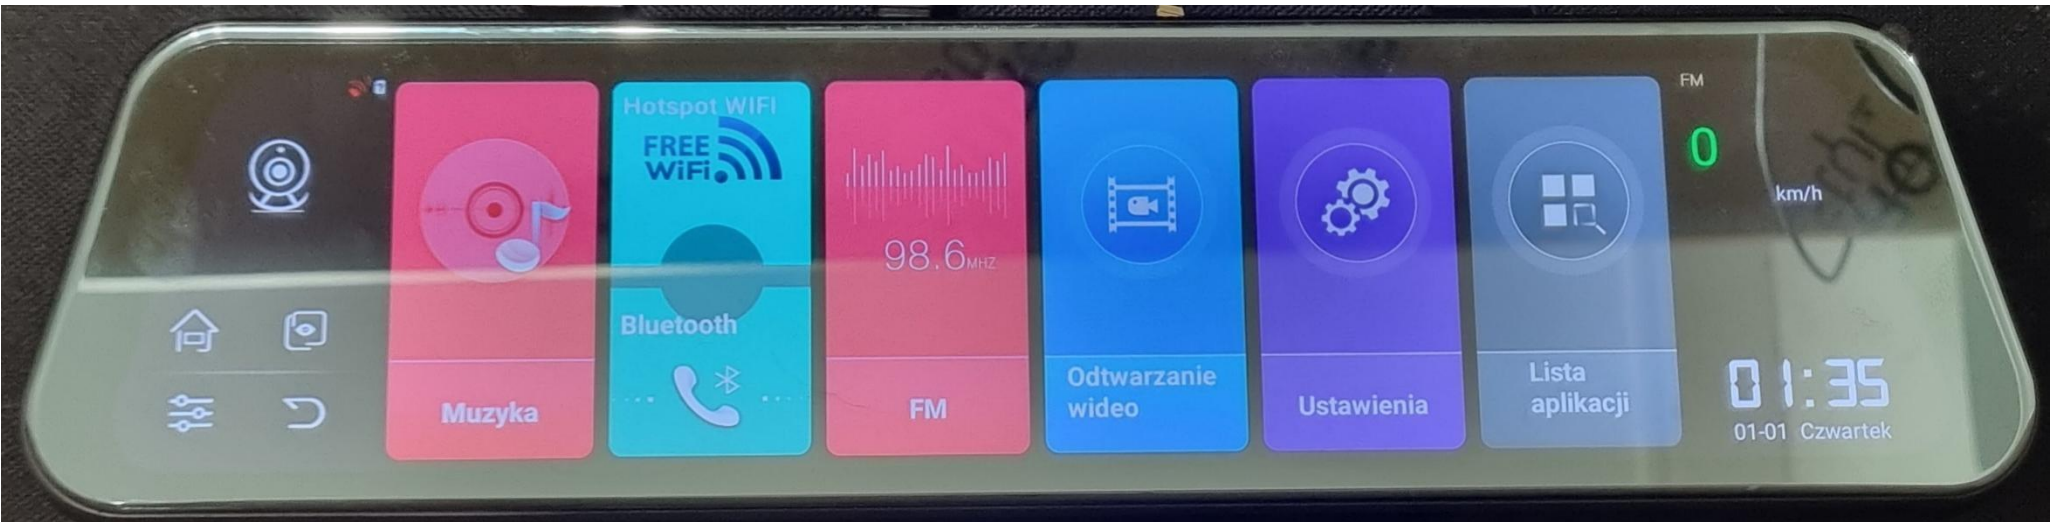 Muzyka
Hotspot WIFI
FREE
WiFi
Bluetooth
98.6MHZ
FM
Odtwarzanie
wideo
Ustawienia
Lista
aplikacji
FM
0
km/h
01:35
01-01 Czwartek